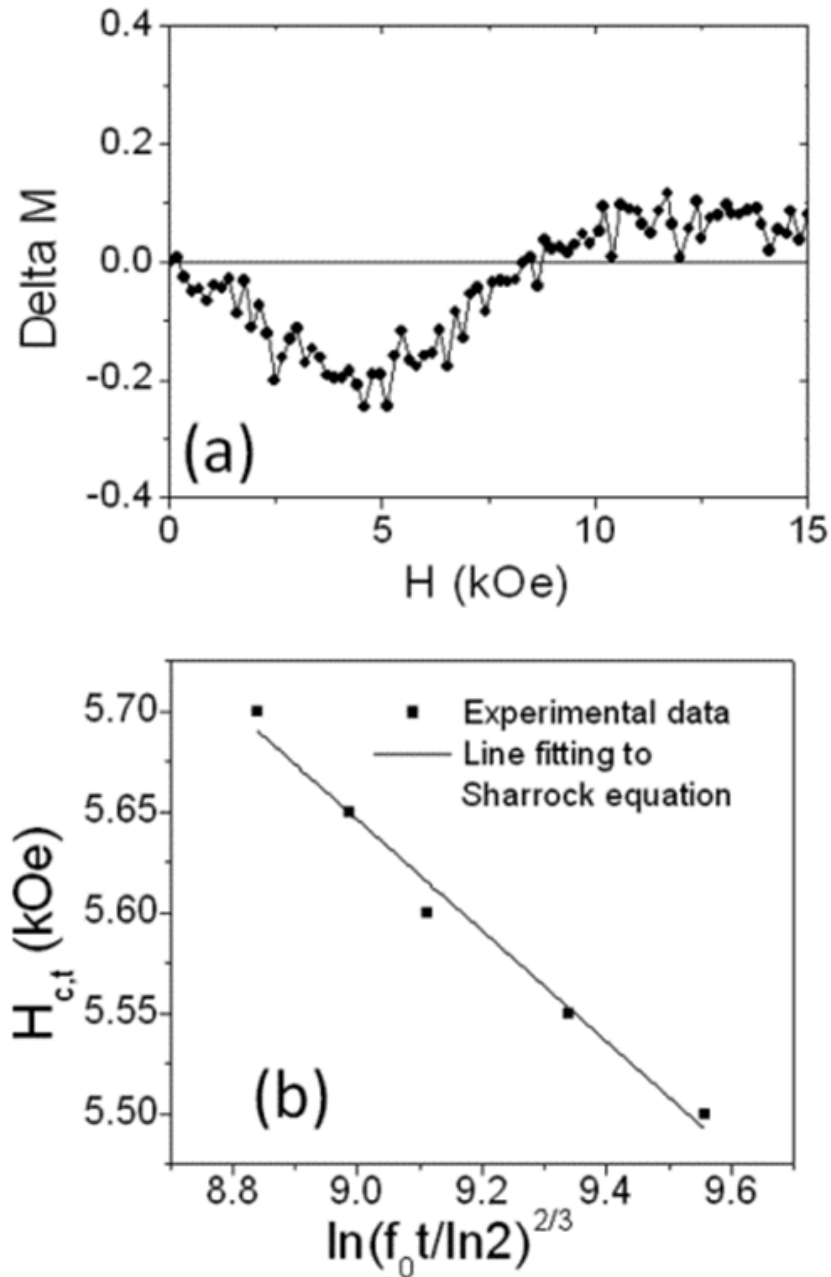 0.4
0.2
0.0
-0.2
-0.4
Delta M
(a)
0 5 10 15
H (kOe)
5.70
5.65
5.60
5.55
5.50
H_{c,t} (kOe)
Experimental data
Line fitting to
Sharrock equation
(b)
8.8 9.0 9.2 9.4 9.6
ln(f_0t/ln2)^{2/3}